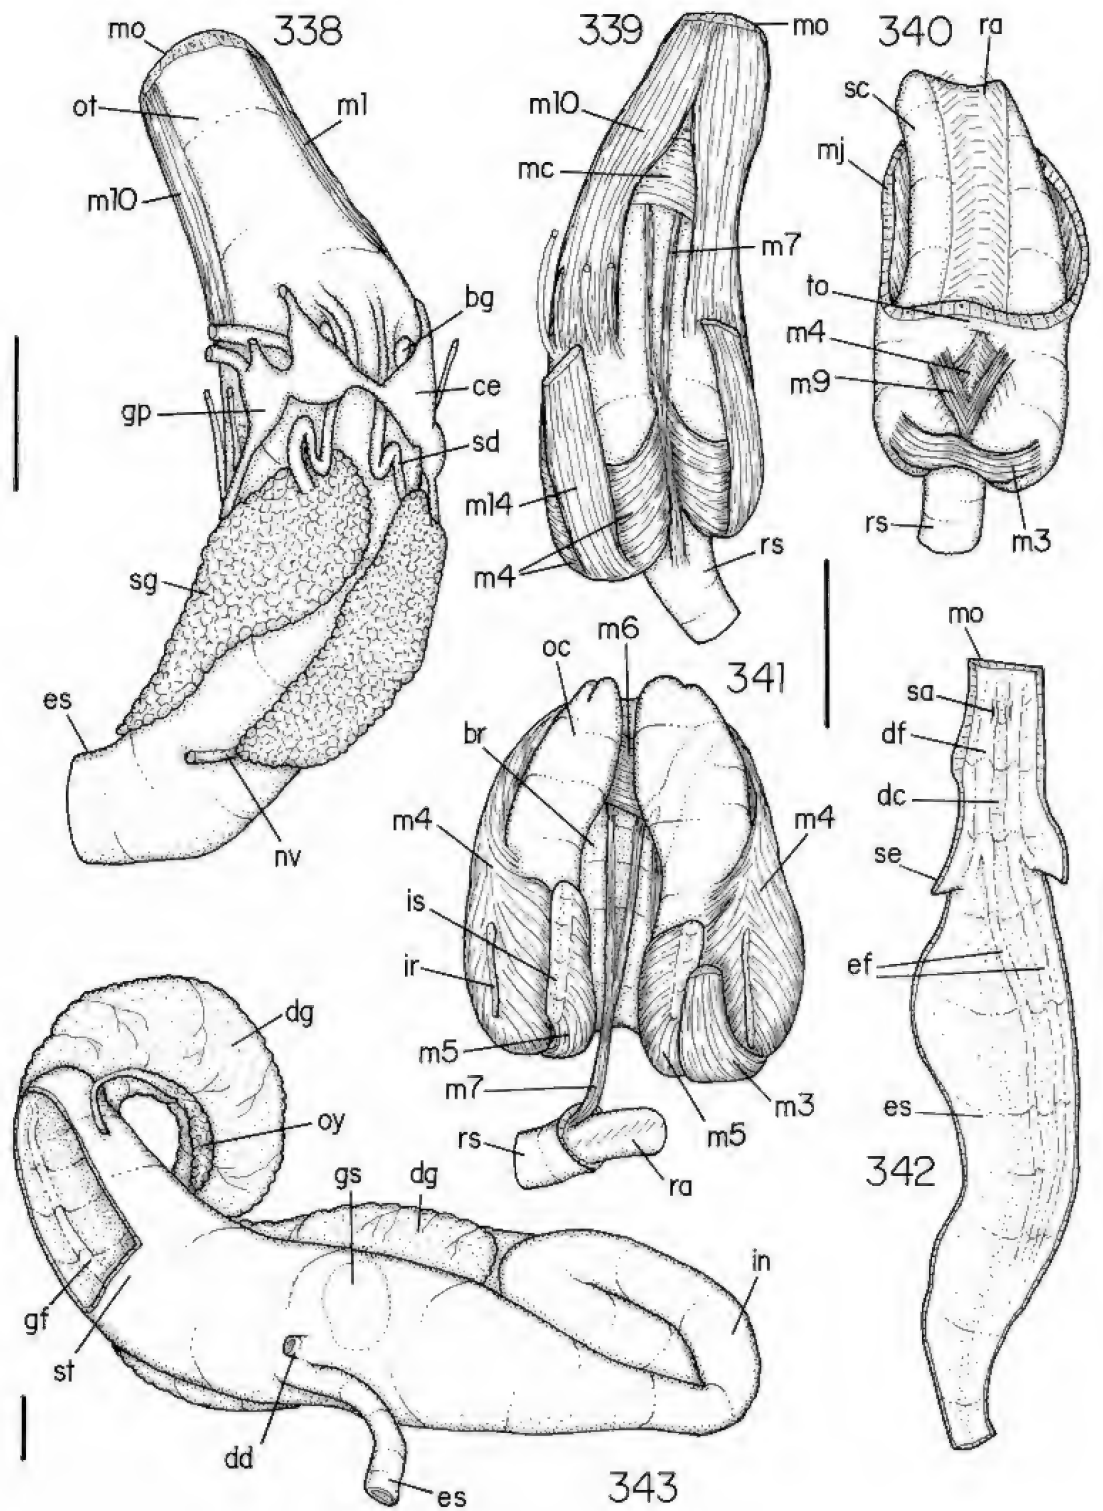 338
mo
ot
m1
m10
bg
ce
gp
sd
sg
es
nv
339
mo
m10
mc
m7
m14
m4
rs
340
ra
sc
mj
to
m4
m9
rs
m3
341
m6
oc
br
m4
m4
is
ir
m5
m7
m3
m5
rs
ra
342
mo
sa
df
dc
se
ef
es
343
dg
oy
gs
dg
in
gf
st
dd
es